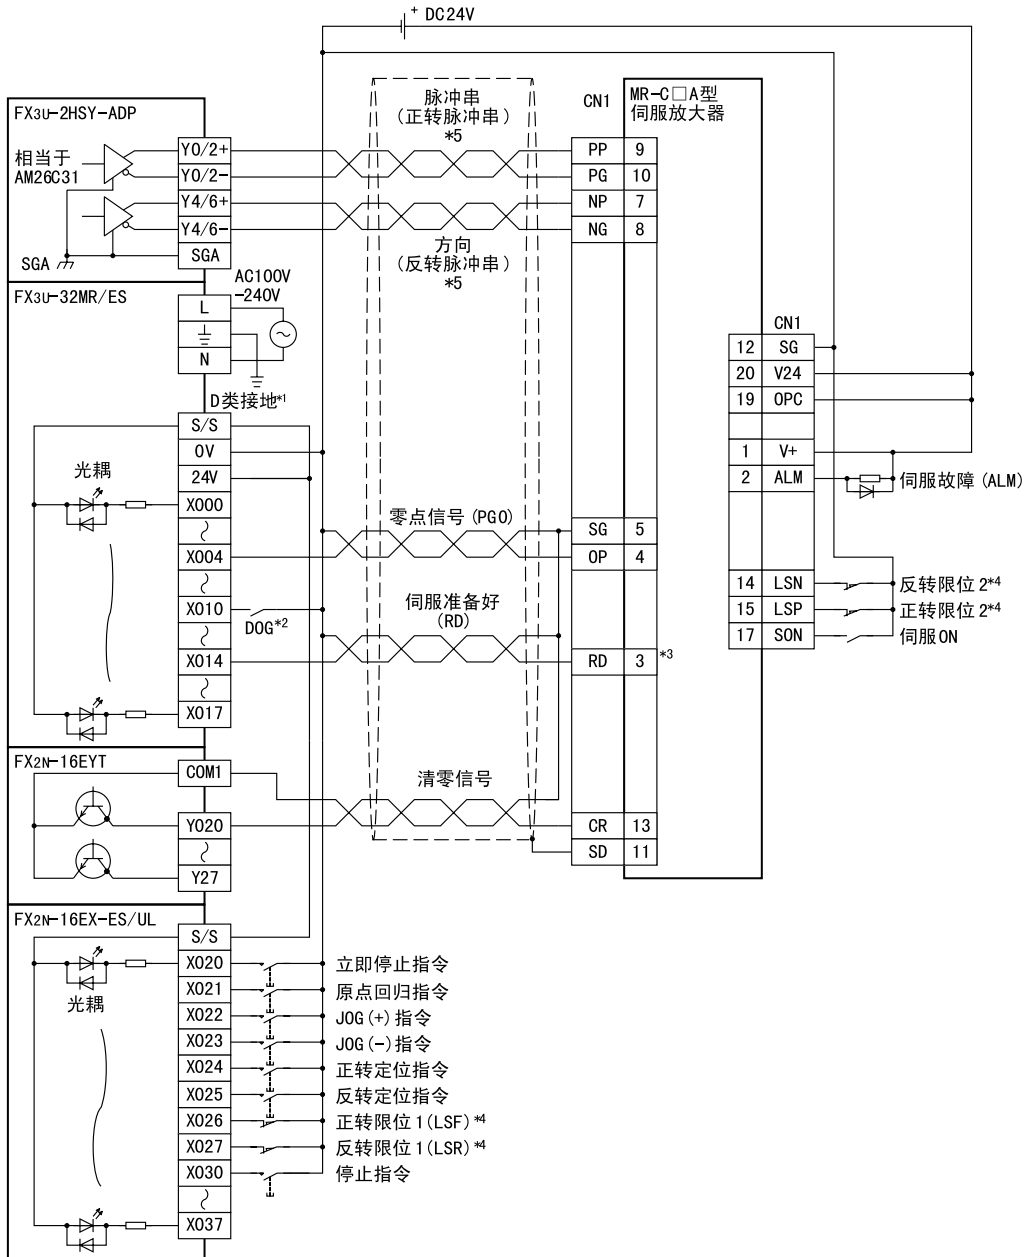 + DC24V
FX3U-2HSY-ADP
相当于
AM26C31
Y0/2+
Y0/2-
Y4/6+
Y4/6-
SGA
SGA
脉冲串
(正转脉冲串)
*5
方向
(反转脉冲串)
*5
CN1
MR-C□A型
伺服放大器
PP 9
PG 10
NP 7
NG 8
FX3U-32MR/ES
AC100V
-240V
L
N
D类接地*1
S/S
0V
24V
光耦
X000
X004
X010
DOG*2
X014
X017
零点信号(PG0)
伺服准备好
(RD)
SG 5
OP 4
RD 3 *3
CN1
12 SG
20 V24
19 OPC
1 V+
2 ALM
伺服故障(ALM)
14 LSN
反转限位2*4
15 LSP
正转限位2*4
17 SON
伺服ON
FX2N-16EYT
COM1
Y020
Y27
清零信号
CR 13
SD 11
FX2N-16EX-ES/UL
S/S
光耦
X020 立即停止指令
X021 原点回归指令
X022 JOG(+)指令
X023 JOG(-)指令
X024 正转定位指令
X025 反转定位指令
X026 正转限位1(LSF)*4
X027 反转限位1(LSR)*4
X030 停止指令
X037